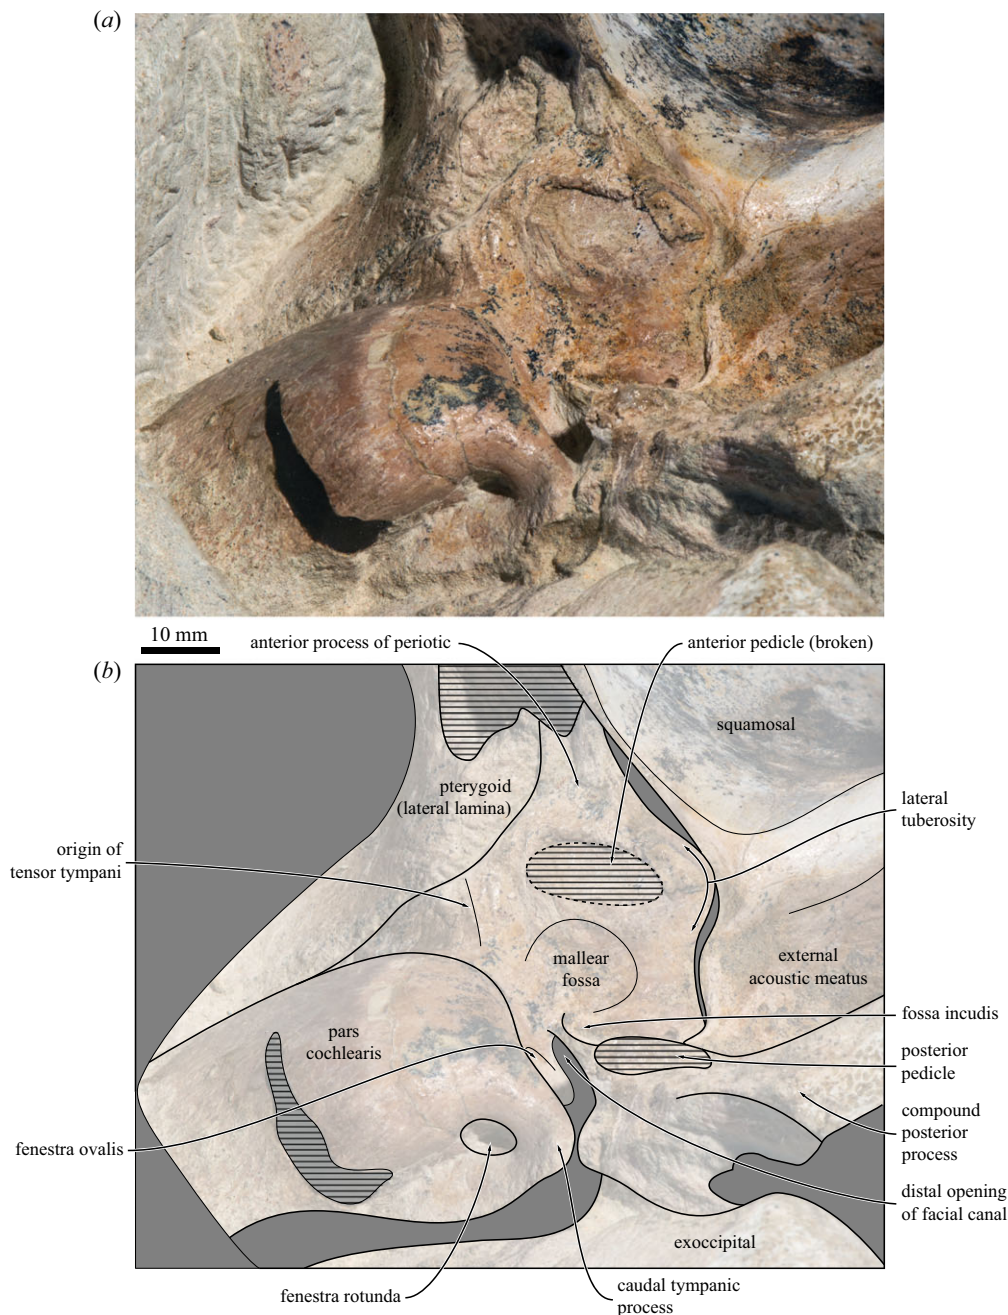 (a)
10 mm
anterior process of periotic
anterior pedicle (broken)
(b)
squamosal
pterygoid
(lateral lamina)
lateral
tuberosity
origin of
tensor tympani
mallear
fossa
external
acoustic meatus
fossa incudis
pars
cochlearis
posterior
pedicle
compound
posterior
process
fenestra ovalis
distal opening
of facial canal
exoccipital
fenestra rotunda
caudal tympanic
process